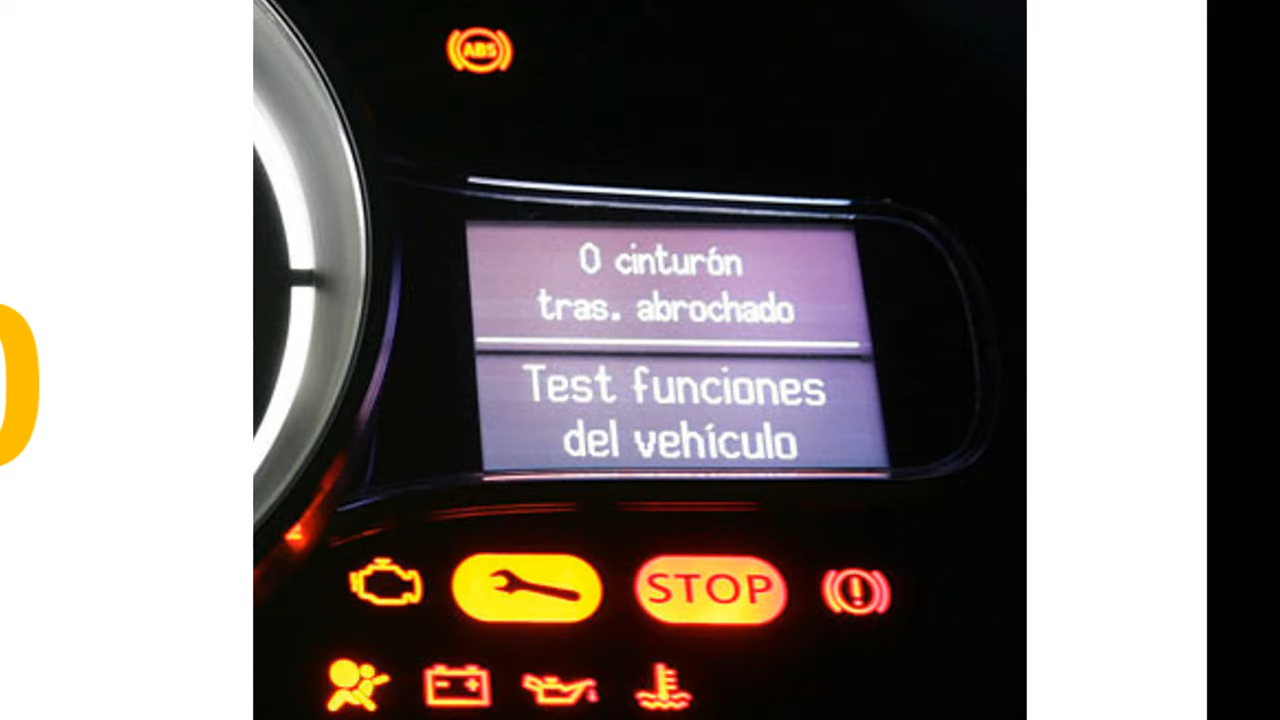 ABS
0 cinturón
tras. abrochado
Test funciones
del vehículo
STOP